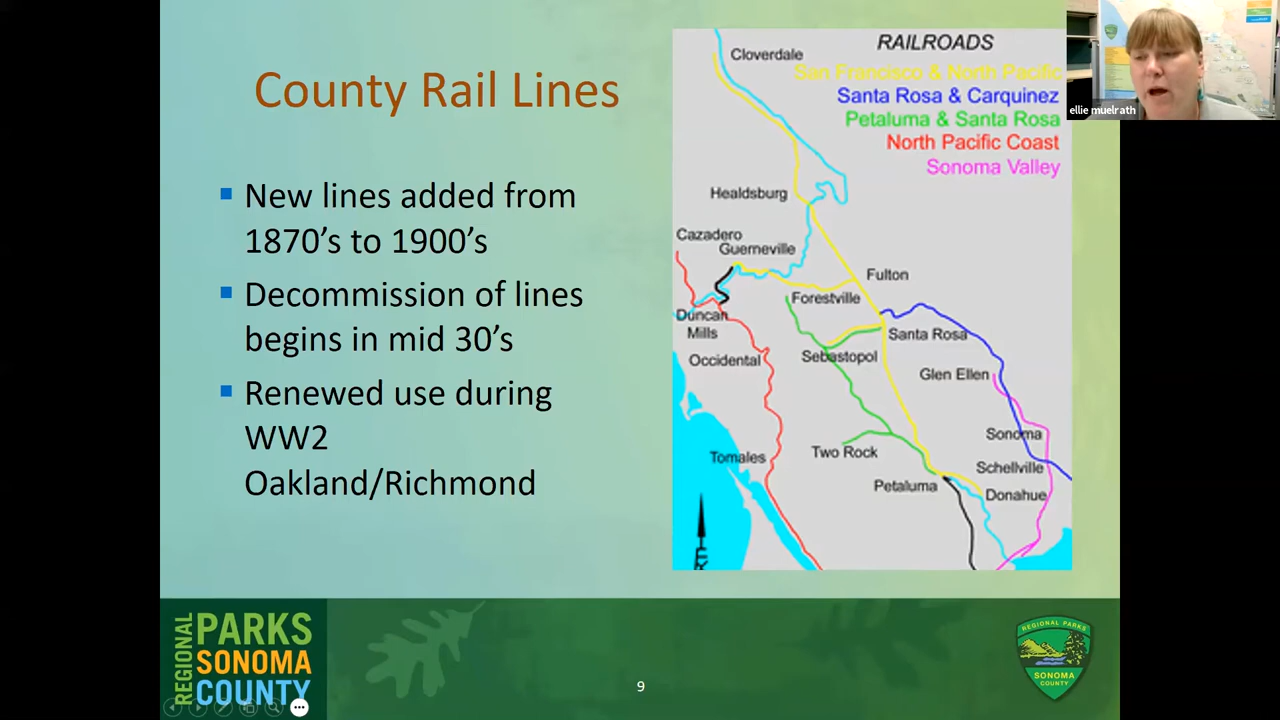 County Rail Lines
New lines added from
1870's to 1900's
Decommission of lines
begins in mid 30's
Renewed use during
WW2
Oakland/Richmond
RAILROADS
San Francisco & North Pacific
Santa Rosa & Carquinez
Petaluma & Santa Rosa
North Pacific Coast
Sonoma Valley
Cloverdale
Healdsburg
Cazadero
Guerneville
Fulton
Forestville
Duncan
Mills
Santa Rosa
Sebastopol
Occidental
Glen Ellen
Sonoma
Two Rock
Tomales
Schellville
Petaluma
Donahue
ellie muelrath
REGIONAL
PARKS
SONOMA
COUNTY
9
REGIONAL PARKS
SONOMA
COUNTY